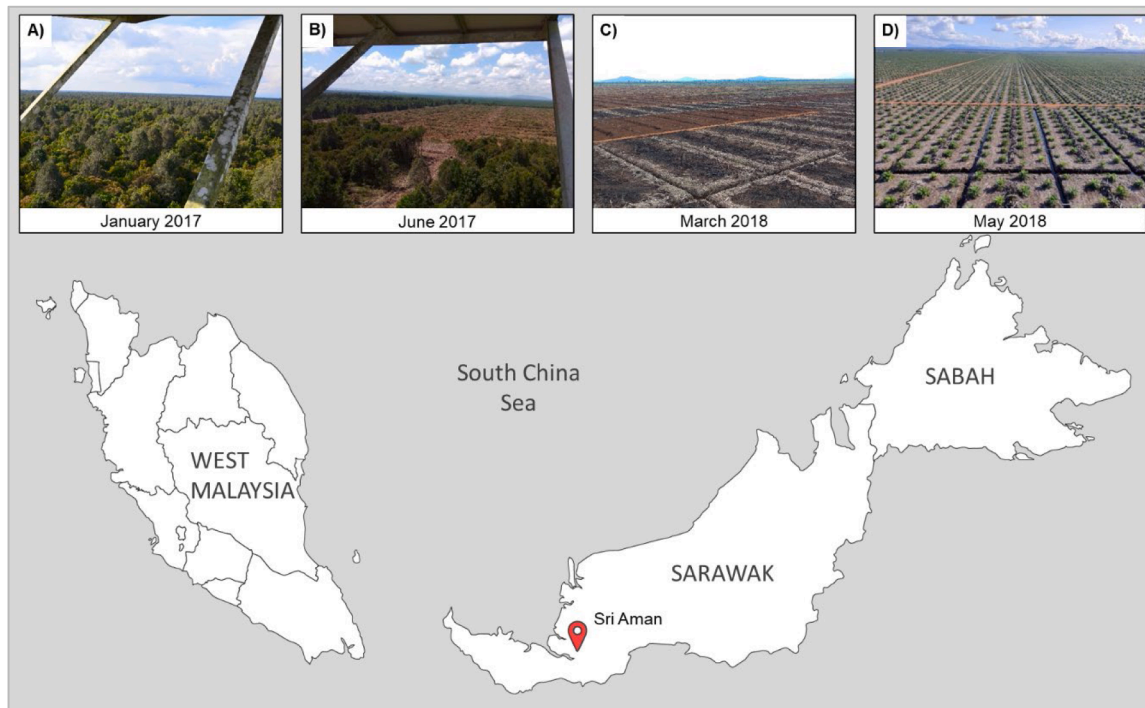 A)
January 2017
B)
June 2017
C)
March 2018
D)
May 2018
South China
Sea
SABAH
WEST
MALAYSIA
SARAWAK
Sri Aman